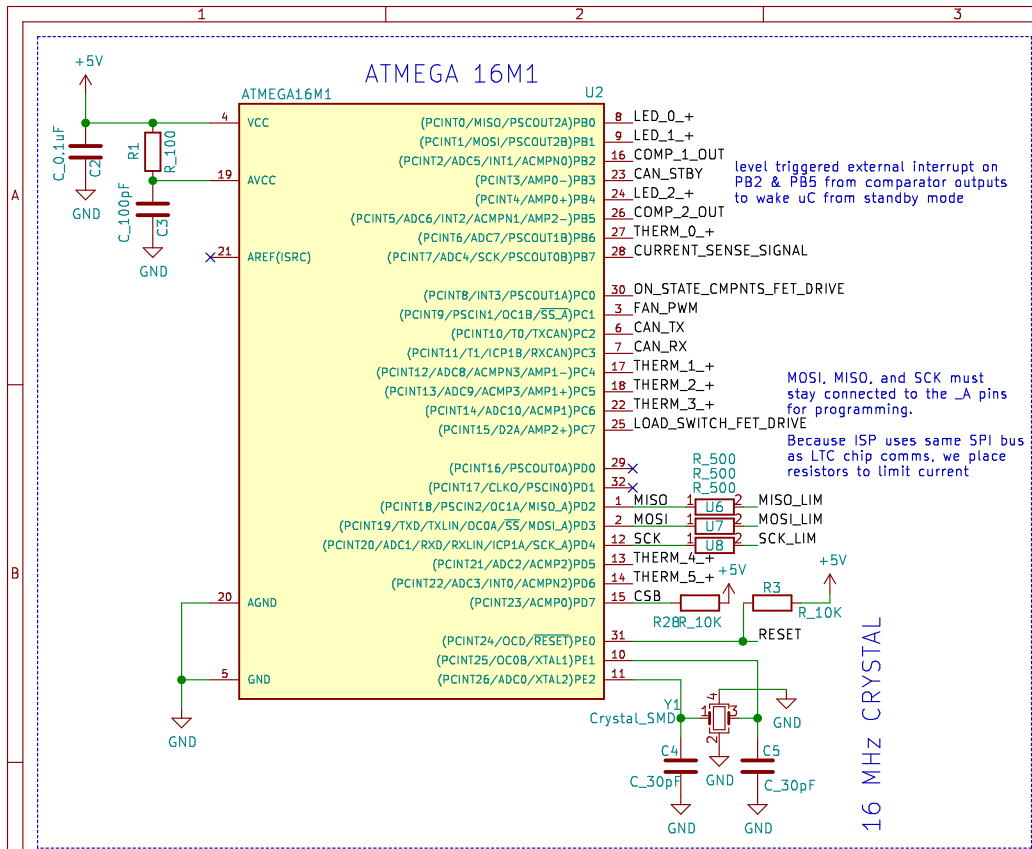 1 2 3
A
B
ATMEGA 16M1
ATMEGA16M1
U2
+5V
C_0.1uF
C2
GND
R1
R_100
C_100pF
C3
GND
4 VCC
19 AVCC
21 AREF(ISRC)
20 AGND
5 GND
GND
(PCINT0/MISO/PSCOUT2A)PB0 8 LED_0_+
(PCINT1/MOSI/PSCOUT2B)PB1 9 LED_1_+
(PCINT2/ADC5/INT1/ACMPN0)PB2 16 COMP_1_OUT
(PCINT3/AMP0-)PB3 23 CAN_STBY
(PCINT4/AMP0+)PB4 24 LED_2_+
(PCINT5/ADC6/INT2/ACMPN1/AMP2-)PB5 26 COMP_2_OUT
(PCINT6/ADC7/PSCOUT1B)PB6 27 THERM_0_+
(PCINT7/ADC4/SCK/PSCOUT0B)PB7 28 CURRENT_SENSE_SIGNAL
(PCINT8/INT3/PSCOUT1A)PC0 30 ON_STATE_CMPNTS_FET_DRIVE
(PCINT9/PSCIN1/OC1B/SS_A)PC1 3 FAN_PWM
(PCINT10/T0/TXCAN)PC2 6 CAN_TX
(PCINT11/T1/ICP1B/RXCAN)PC3 7 CAN_RX
(PCINT12/ADC8/ACMPN3/AMP1-)PC4 17 THERM_1_+
(PCINT13/ADC9/ACMP3/AMP1+)PC5 18 THERM_2_+
(PCINT14/ADC10/ACMP1)PC6 22 THERM_3_+
(PCINT15/D2A/AMP2+)PC7 25 LOAD_SWITCH_FET_DRIVE
(PCINT16/PSCOUT0A)PD0 29
(PCINT17/CLKO/PSCIN0)PD1 32
(PCINT18/PSCIN2/OC1A/MISO_A)PD2 1 MISO
(PCINT19/TXD/TXLIN/OC0A/SS/MOSI_A)PD3 2 MOSI
(PCINT20/ADC1/RXD/RXLIN/ICP1A/SCK_A)PD4 12 SCK
(PCINT21/ADC2/ACMP2)PD5 13 THERM_4_+
(PCINT22/ADC3/INT0/ACMPN2)PD6 14 THERM_5_+
(PCINT23/ACMP0)PD7 15 CSB
(PCINT24/OCD/RESET)PE0 31
(PCINT25/OC0B/XTAL1)PE1 10
(PCINT26/ADC0/XTAL2)PE2 11
level triggered external interrupt on
PB2 & PB5 from comparator outputs
to wake uC from standby mode
MOSI, MISO, and SCK must
stay connected to the _A pins
for programming.
Because ISP uses same SPI bus
as LTC chip comms, we place
resistors to limit current
R_500
R_500
R_500
1 U6 2 MISO_LIM
1 U7 2 MOSI_LIM
1 U8 2 SCK_LIM
+5V
R28
R_10K
+5V
R3
R_10K
RESET
Y1
Crystal_SMD
1
4
3
2
GND
GND
C4
C_30pF
GND
C5
C_30pF
GND
16 MHz CRYSTAL